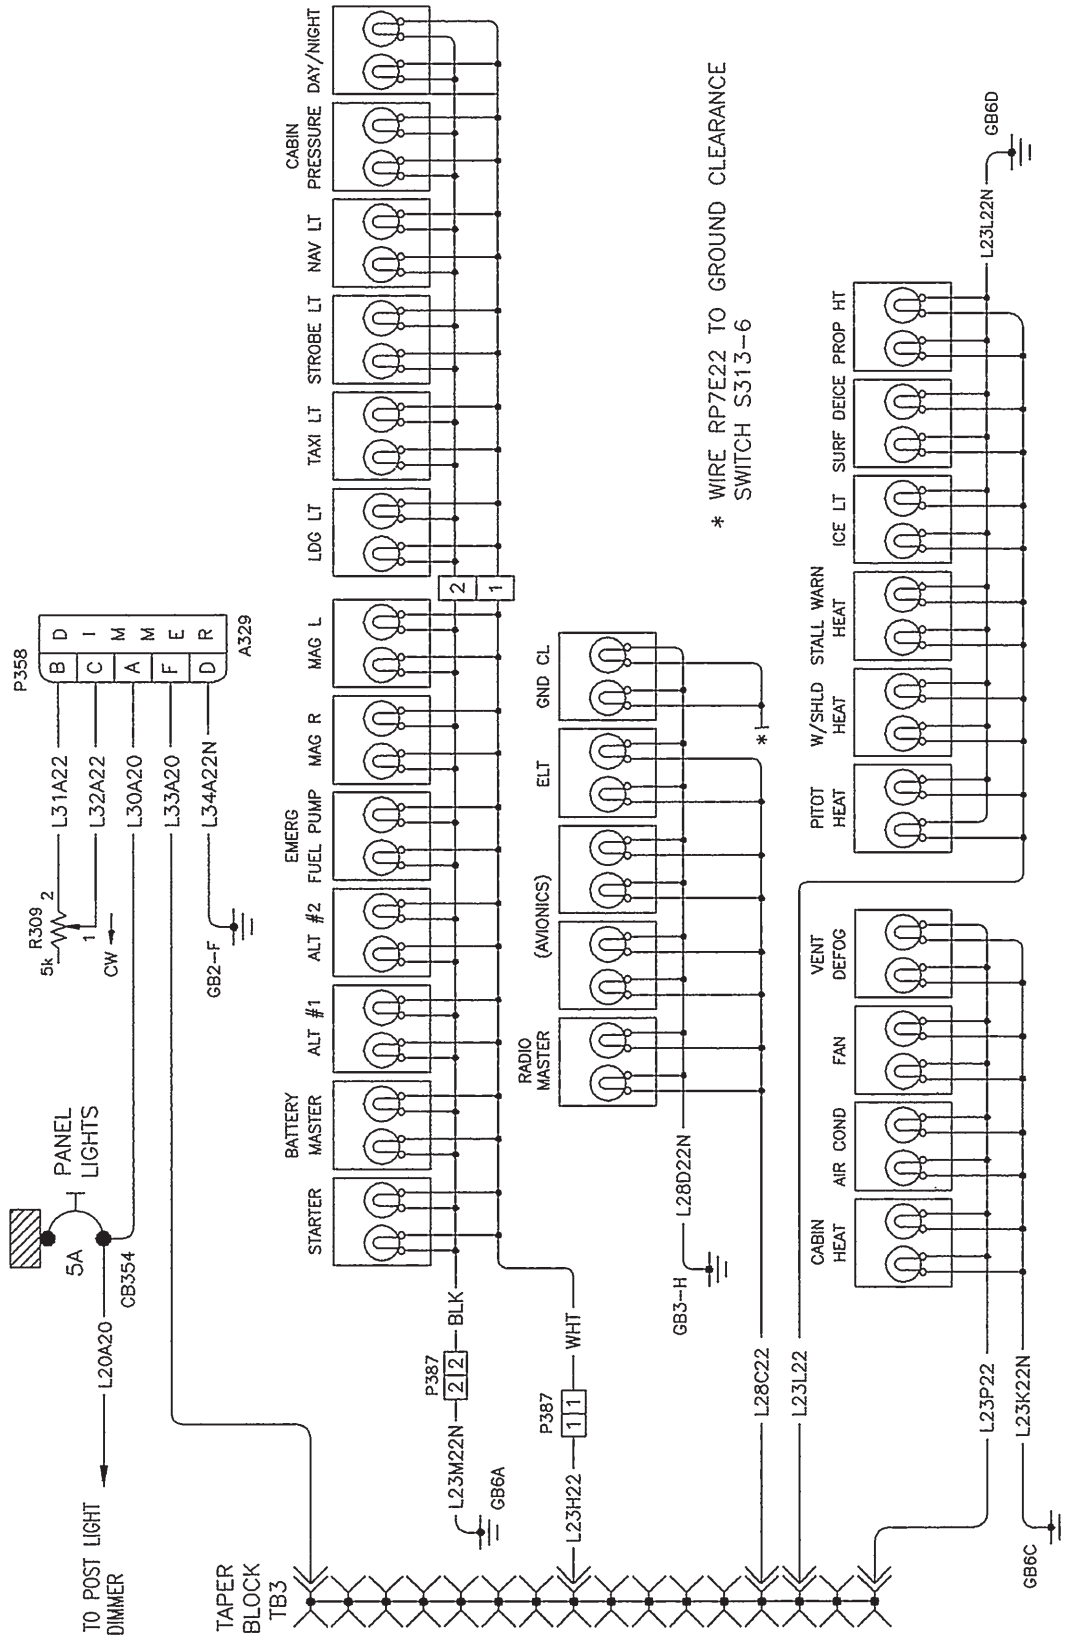 TO POST LIGHT
DIMMER
L20A20
CB354
5A
PANEL
LIGHTS
5k
R309
2
1
CW
L31A22
L32A22
L30A20
L33A20
L34A22N
GB2-F
P358
B
C
A
F
D
D
I
M
M
E
R
A329
STARTER
BATTERY
MASTER
ALT #1
ALT #2
EMERG
FUEL PUMP
MAG R
MAG L
LDG LT
TAXI LT
STROBE LT
NAV LT
CABIN
PRESSURE
DAY/NIGHT
2
1
GB6A
L23M22N
P387
2 2
BLK
L23H22
P387
1 1
WHT
RADIO
MASTER
(AVIONICS)
ELT
GND CL
*
GB3-H
L28D22N
* WIRE RP7E22 TO GROUND CLEARANCE
SWITCH S313-6
L28C22
L23L22
CABIN
HEAT
AIR COND
FAN
VENT
DEFOG
PITOT
HEAT
W/SHLD
HEAT
STALL WARN
HEAT
ICE LT
SURF DEICE
PROP HT
L23L22N
GB6D
L23P22
L23K22N
GB6C
TAPER
BLOCK
TB3